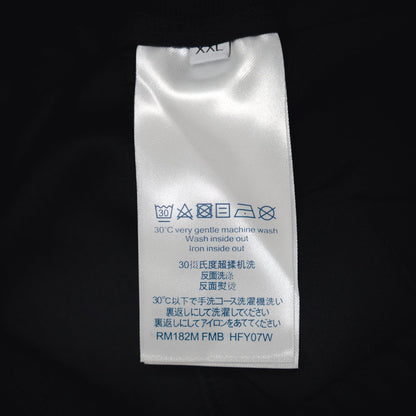 XXL
30
30°C very gentle machine wash
Wash inside out
Iron inside out
30摄氏度超揉机洗
反面洗涤
反面熨烫
30℃以下で手洗コース洗濯機洗い
裏返しにして洗濯してください
裏返しにしてアイロンをあててください
RM182M FMB HFY07W